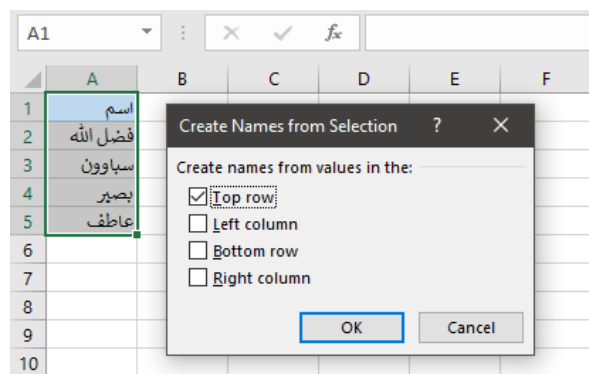 A1 fx
A B C D E F
1 اسم
2 فضل الله
3 سباوون
4 بصير
5 عاطف
6
7
8
9
10
Create Names from Selection ? ×
Create names from values in the:
Top row
Left column
Bottom row
Right column
OK Cancel